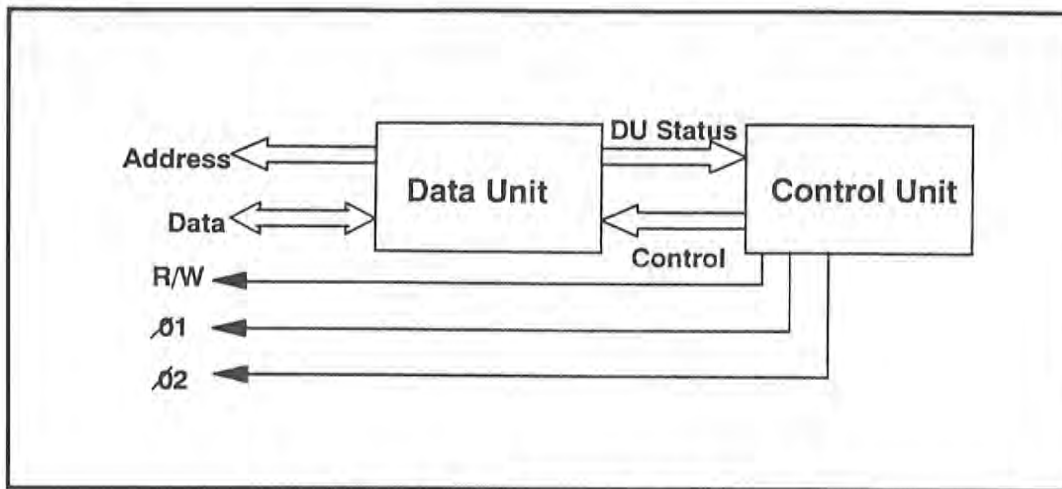 DU Status
Address
Data Unit
Control Unit
Data
Control
R/W
Ø1
Ø2